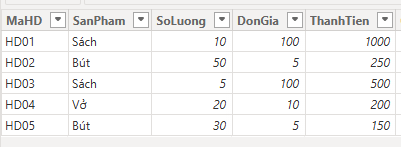 MaHD SanPham SoLuong DonGia ThanhTien
HD01 Sách 10 100 1000
HD02 Bút 50 5 250
HD03 Sách 5 100 500
HD04 Vở 20 10 200
HD05 Bút 30 5 150